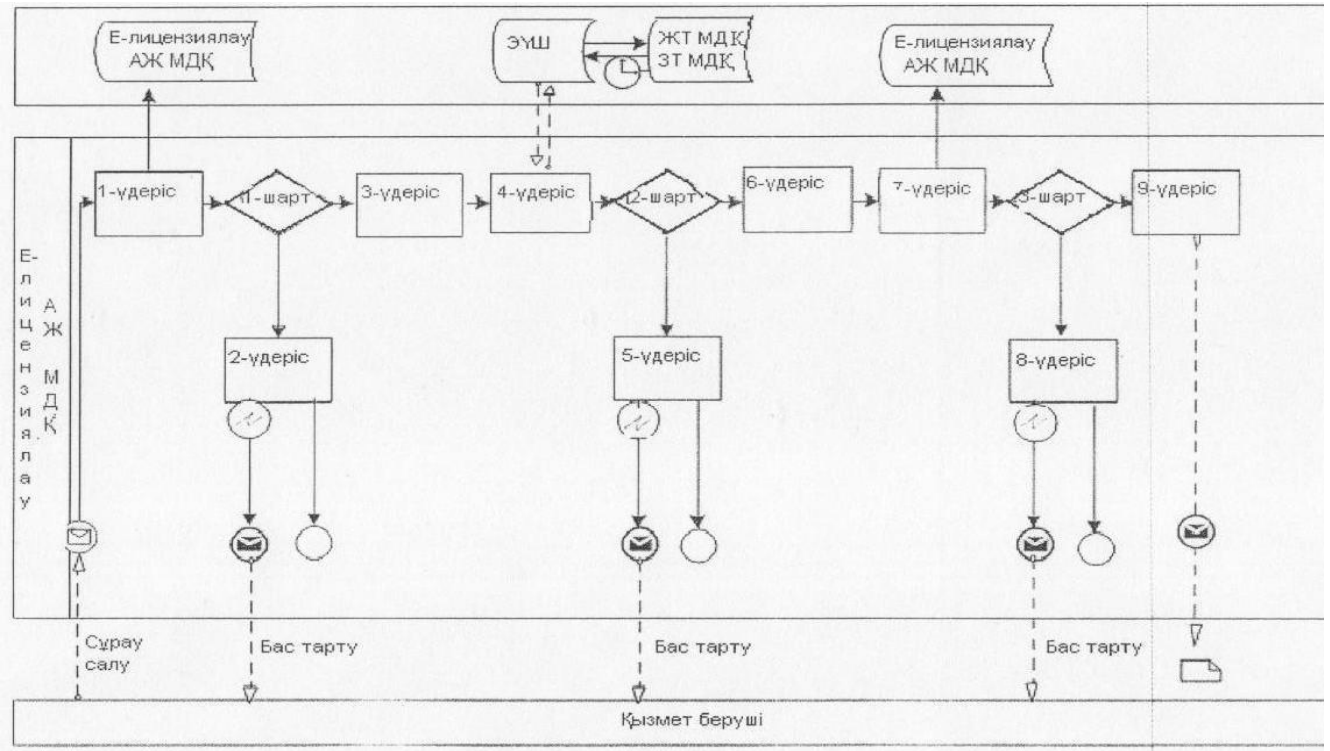 Е-лицензиялау
АЖ МДҚ
ЭҮШ
ЖТ МДҚ
ЗТ МДҚ
Е-лицензиялау
АЖ МДҚ
1-үдеріс
1-шарт
3-үдеріс
4-үдеріс
2-шарт
6-үдеріс
7-үдеріс
3-шарт
9-үдеріс
Е-лицензиялау
АЖ МДҚ
2-үдеріс
5-үдеріс
8-үдеріс
Сұрау
салу
Бас тарту
Бас тарту
Бас тарту
Қызмет беруші